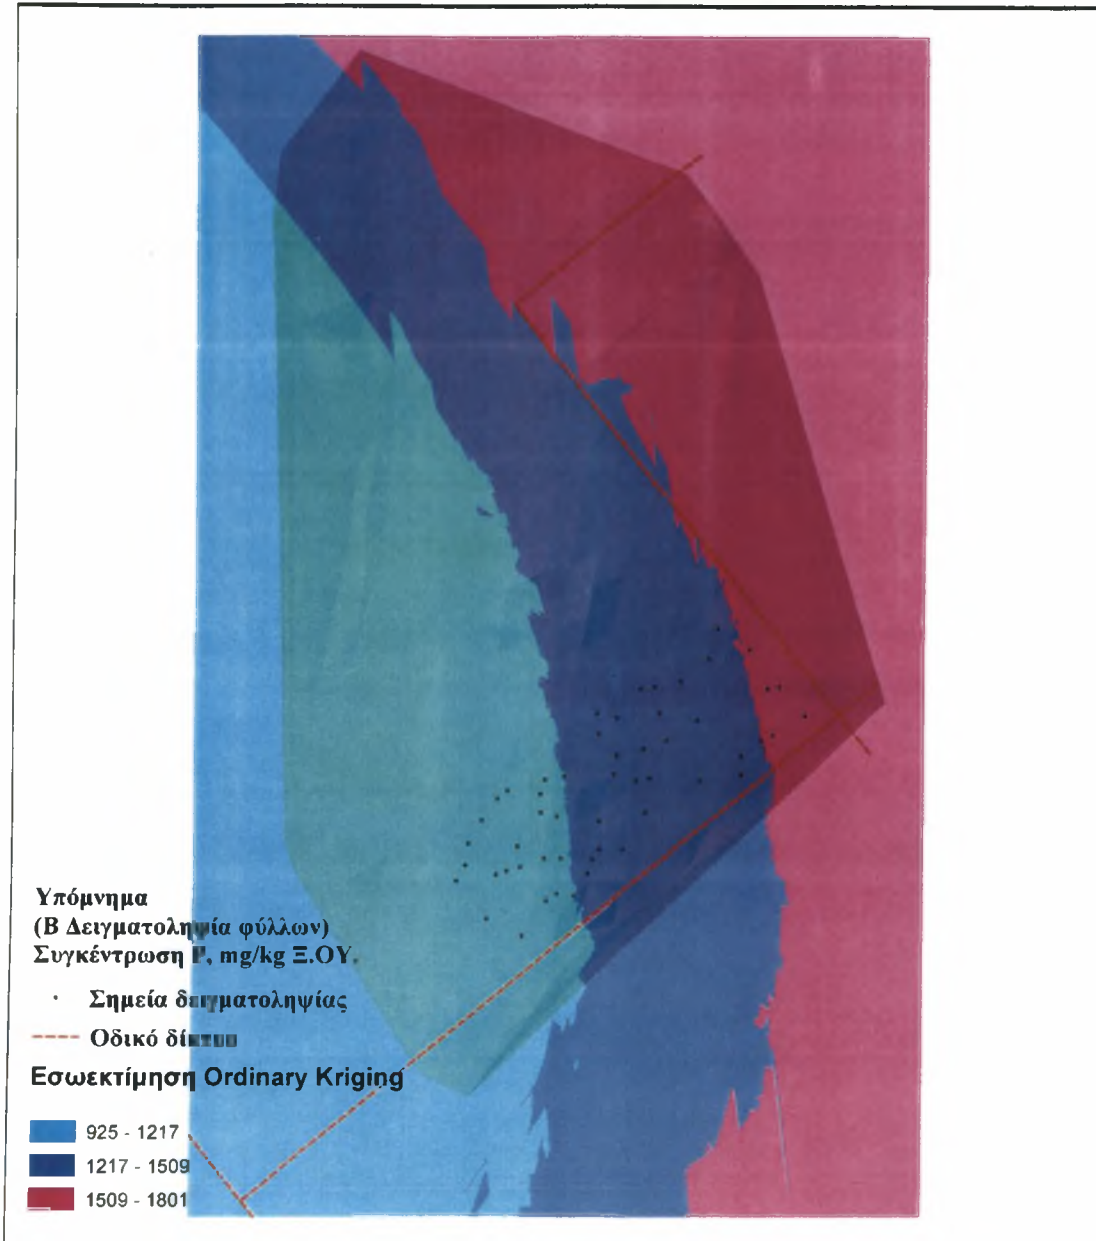 Υπόμνημα
(Β Δειγματοληψία φύλλων)
Συγκέντρωση P, mg/kg Ξ.ΟΥ.
Σημεία δειγματοληψίας
Οδικό δίκτυο
Εσωεκτίμηση Ordinary Kriging
925 - 1217
1217 - 1509
1509 - 1801